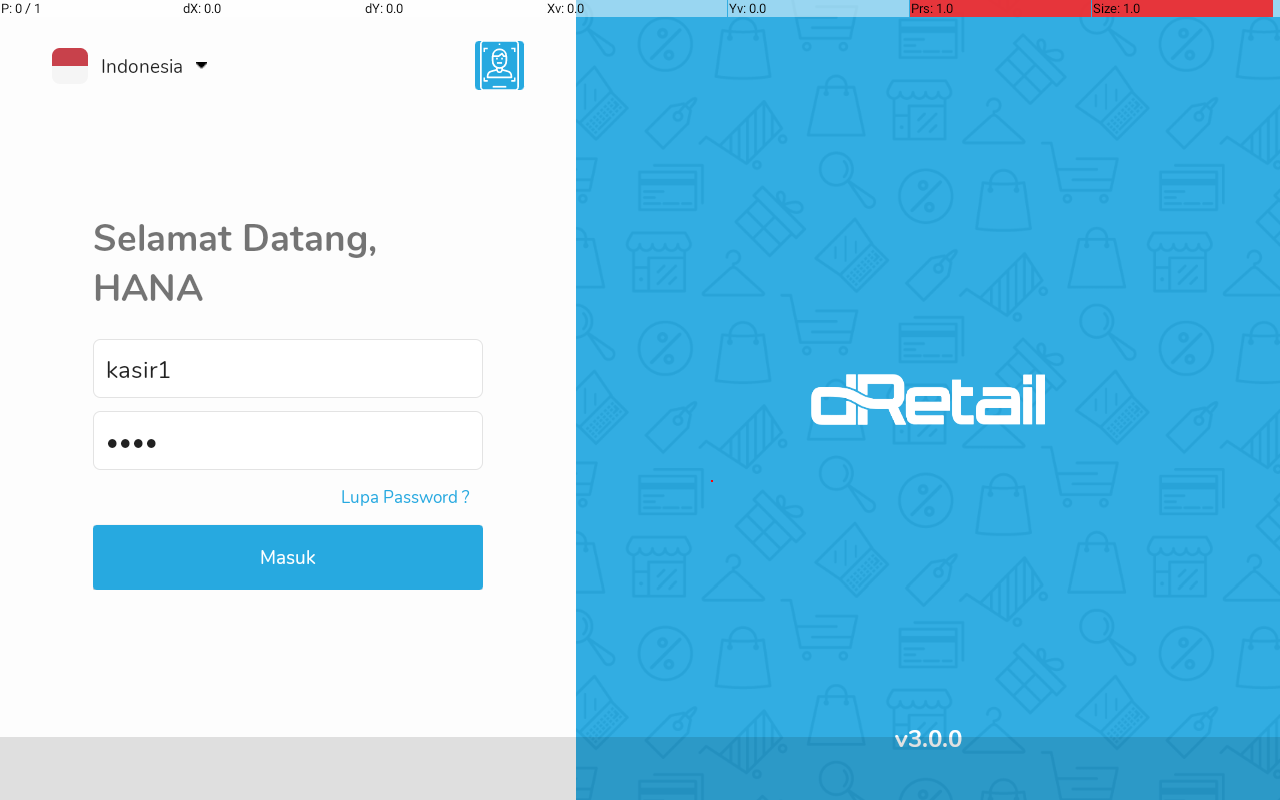 P: 0 / 1 dX: 0.0 dY: 0.0 Xv: 0.0 Yv: 0.0 Prs: 1.0 Size: 1.0
Indonesia
Selamat Datang,
HANA
kasir1
••••
Lupa Password ?
Masuk
dRetail
v3.0.0